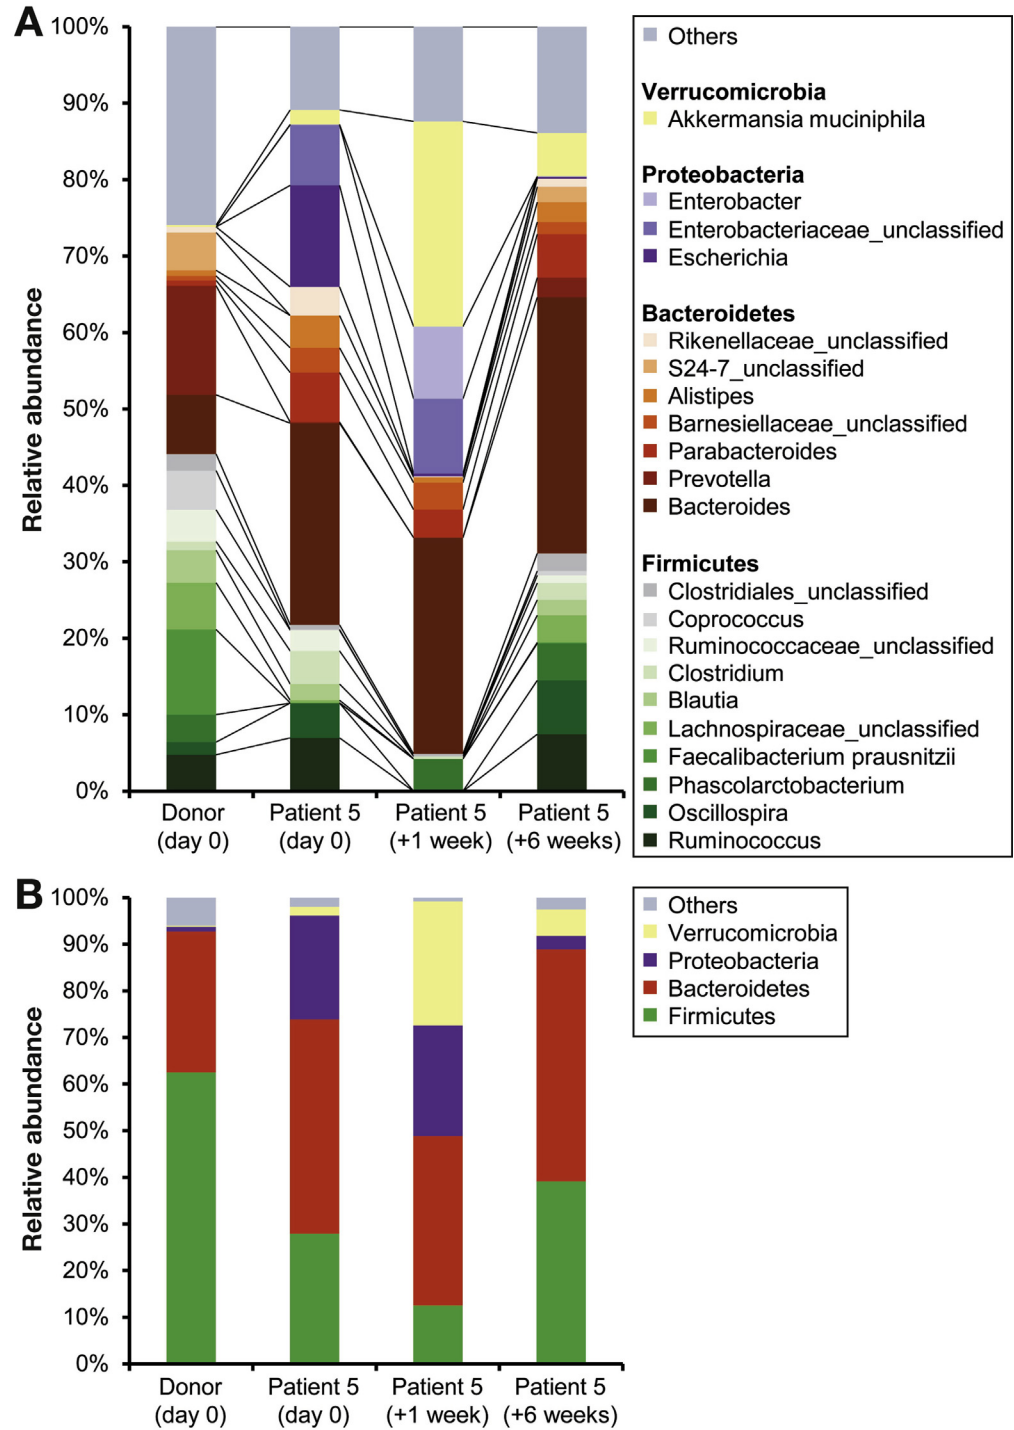 A
Relative abundance
100%
90%
80%
70%
60%
50%
40%
30%
20%
10%
0%
Donor
(day 0)
Patient 5
(day 0)
Patient 5
(+1 week)
Patient 5
(+6 weeks)
Others
Verrucomicrobia
Akkermansia muciniphila
Proteobacteria
Enterobacter
Enterobacteriaceae_unclassified
Escherichia
Bacteroidetes
Rikenellaceae_unclassified
S24-7_unclassified
Alistipes
Barnesiellaceae_unclassified
Parabacteroides
Prevotella
Bacteroides
Firmicutes
Clostridiales_unclassified
Coprococcus
Ruminococcaceae_unclassified
Clostridium
Blautia
Lachnospiraceae_unclassified
Faecalibacterium prausnitzii
Phascolarctobacterium
Oscillospira
Ruminococcus
B
Relative abundance
100%
90%
80%
70%
60%
50%
40%
30%
20%
10%
0%
Donor
(day 0)
Patient 5
(day 0)
Patient 5
(+1 week)
Patient 5
(+6 weeks)
Others
Verrucomicrobia
Proteobacteria
Bacteroidetes
Firmicutes